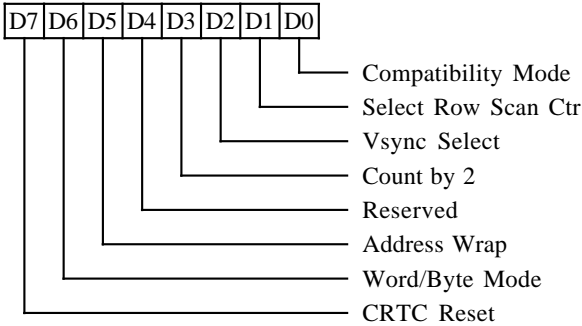 D7 D6 D5 D4 D3 D2 D1 D0
Compatibility Mode
Select Row Scan Ctr
Vsync Select
Count by 2
Reserved
Address Wrap
Word/Byte Mode
CRTC Reset